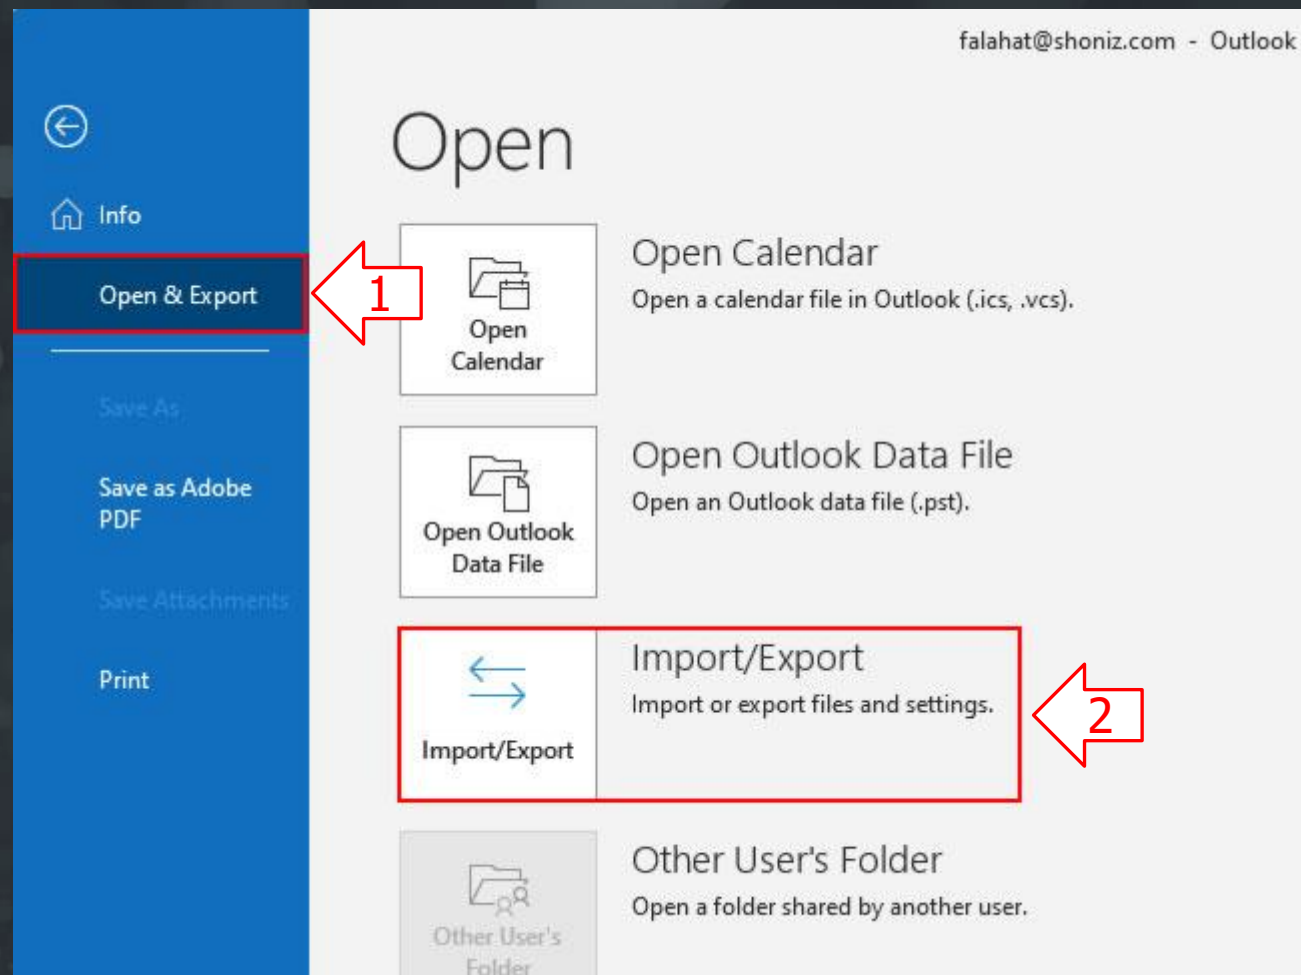 falahat@shoniz.com - Outlook
Open
Info
Open & Export
1
Save As
Save as Adobe
PDF
Save Attachments
Print
Open
Calendar
Open Calendar
Open a calendar file in Outlook (.ics, .vcs).
Open Outlook
Data File
Open Outlook Data File
Open an Outlook data file (.pst).
Import/Export
Import/Export
Import or export files and settings.
2
Other User's
Folder
Other User's Folder
Open a folder shared by another user.